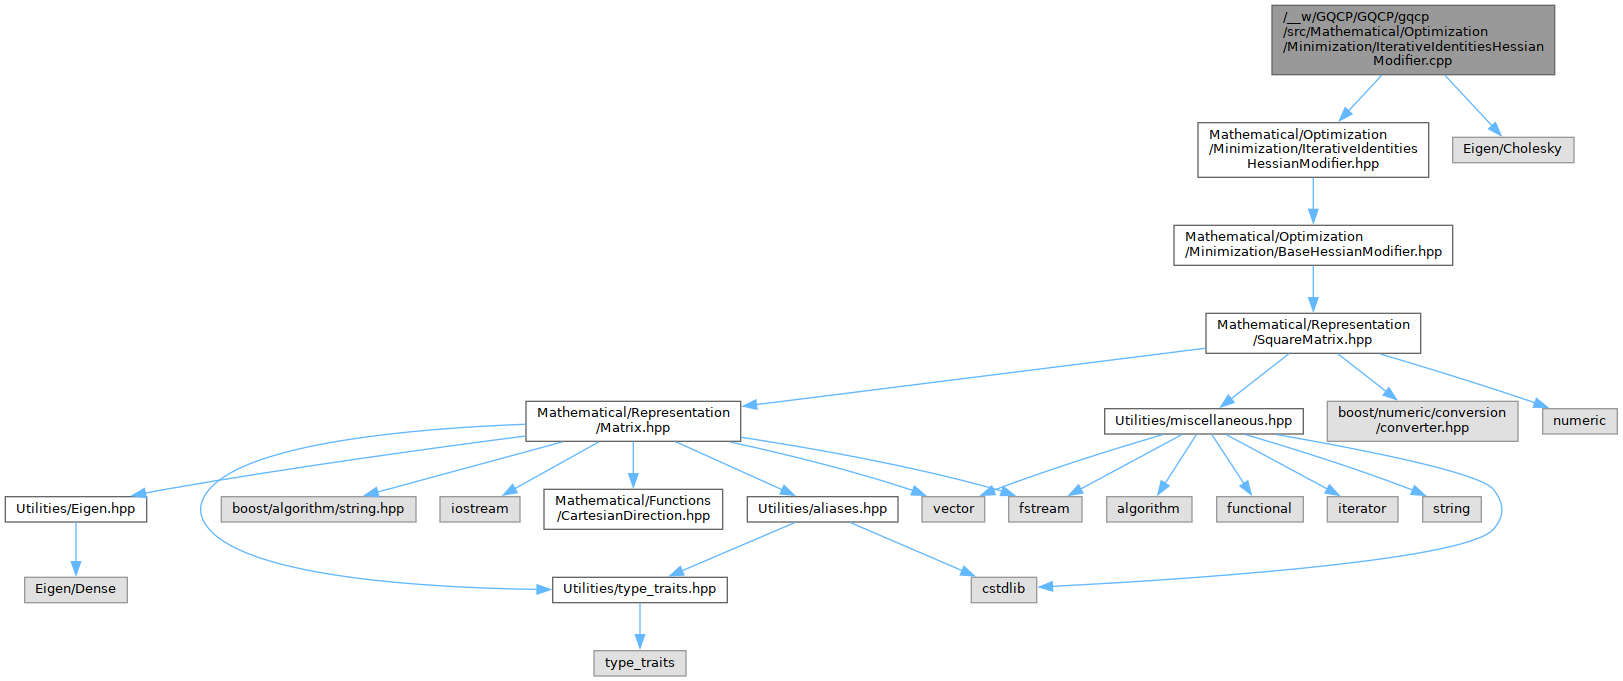 /__w/GQCP/GQCP/gqcp
/src/Mathematical/Optimization
/Minimization/IterativeIdentitiesHessian
Modifier.cpp
Mathematical/Optimization
/Minimization/IterativeIdentities
HessianModifier.hpp
Eigen/Cholesky
Mathematical/Optimization
/Minimization/BaseHessianModifier.hpp
Mathematical/Representation
/SquareMatrix.hpp
Mathematical/Representation
/Matrix.hpp
Utilities/miscellaneous.hpp
boost/numeric/conversion
/converter.hpp
numeric
Utilities/Eigen.hpp
boost/algorithm/string.hpp
iostream
Mathematical/Functions
/CartesianDirection.hpp
Utilities/aliases.hpp
vector
fstream
algorithm
functional
iterator
string
Eigen/Dense
Utilities/type_traits.hpp
cstdlib
type_traits